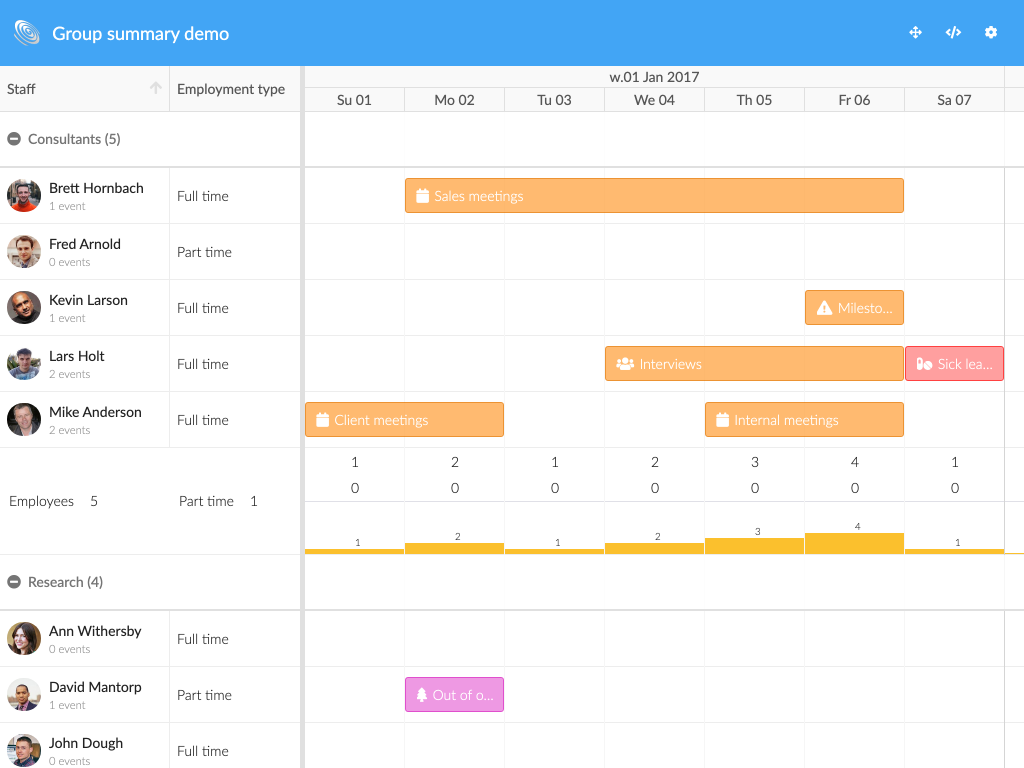 Group summary demo
Staff Employment type w.01 Jan 2017
Su 01 Mo 02 Tu 03 We 04 Th 05 Fr 06 Sa 07
Consultants (5)
Brett Hornbach
1 event
Full time
Sales meetings
Fred Arnold
0 events
Part time
Kevin Larson
1 event
Full time
Milesto...
Lars Holt
2 events
Full time
Interviews
Sick lea...
Mike Anderson
2 events
Full time
Client meetings
Internal meetings
Employees 5 Part time 1
1 2 1 2 3 4 1
0 0 0 0 0 0 0
1 2 1 2 3 4 1
Research (4)
Ann Withersby
0 events
Full time
David Mantorp
1 event
Part time
Out of o...
John Dough
0 events
Full time